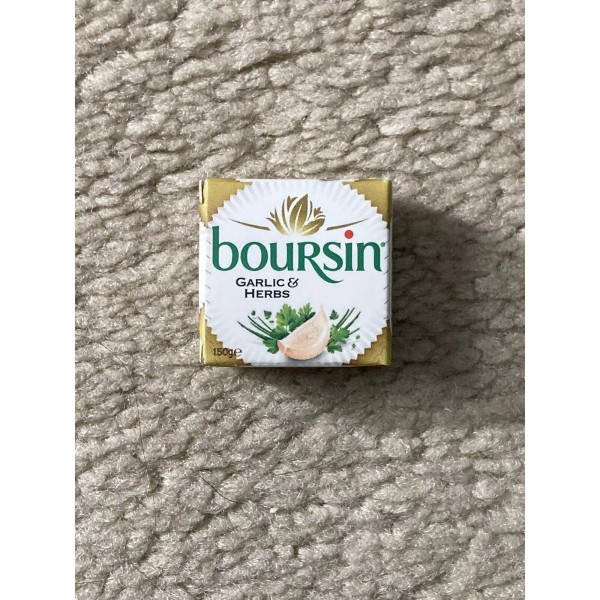 boursin
GARLIC &
HERBS
150g℮